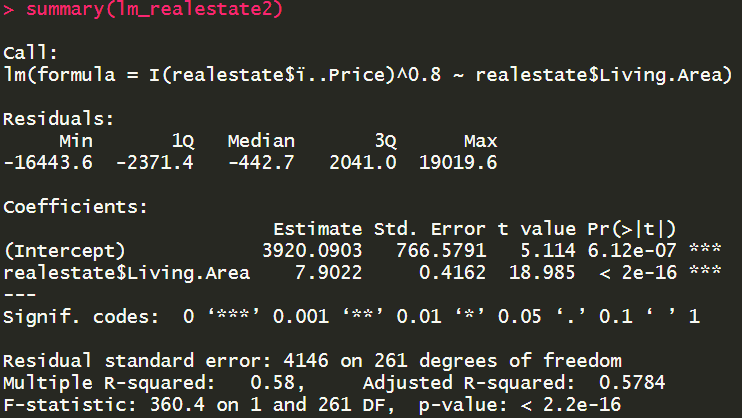 > summary(lm_realestate2)
Call:
lm(formula = I(realestate$ï..Price)^0.8 ~ realestate$Living.Area)
Residuals:
     Min       1Q   Median       3Q      Max
-16443.6  -2371.4   -442.7   2041.0  19019.6
Coefficients:
                        Estimate Std. Error t value Pr(>|t|)
(Intercept)            3920.0903   766.5791   5.114 6.12e-07 ***
realestate$Living.Area    7.9022     0.4162  18.985  < 2e-16 ***
---
Signif. codes:  0 ‘***’ 0.001 ‘**’ 0.01 ‘*’ 0.05 ‘.’ 0.1 ‘ ’ 1
Residual standard error: 4146 on 261 degrees of freedom
Multiple R-squared:   0.58,	Adjusted R-squared:  0.5784
F-statistic: 360.4 on 1 and 261 DF,  p-value: < 2.2e-16